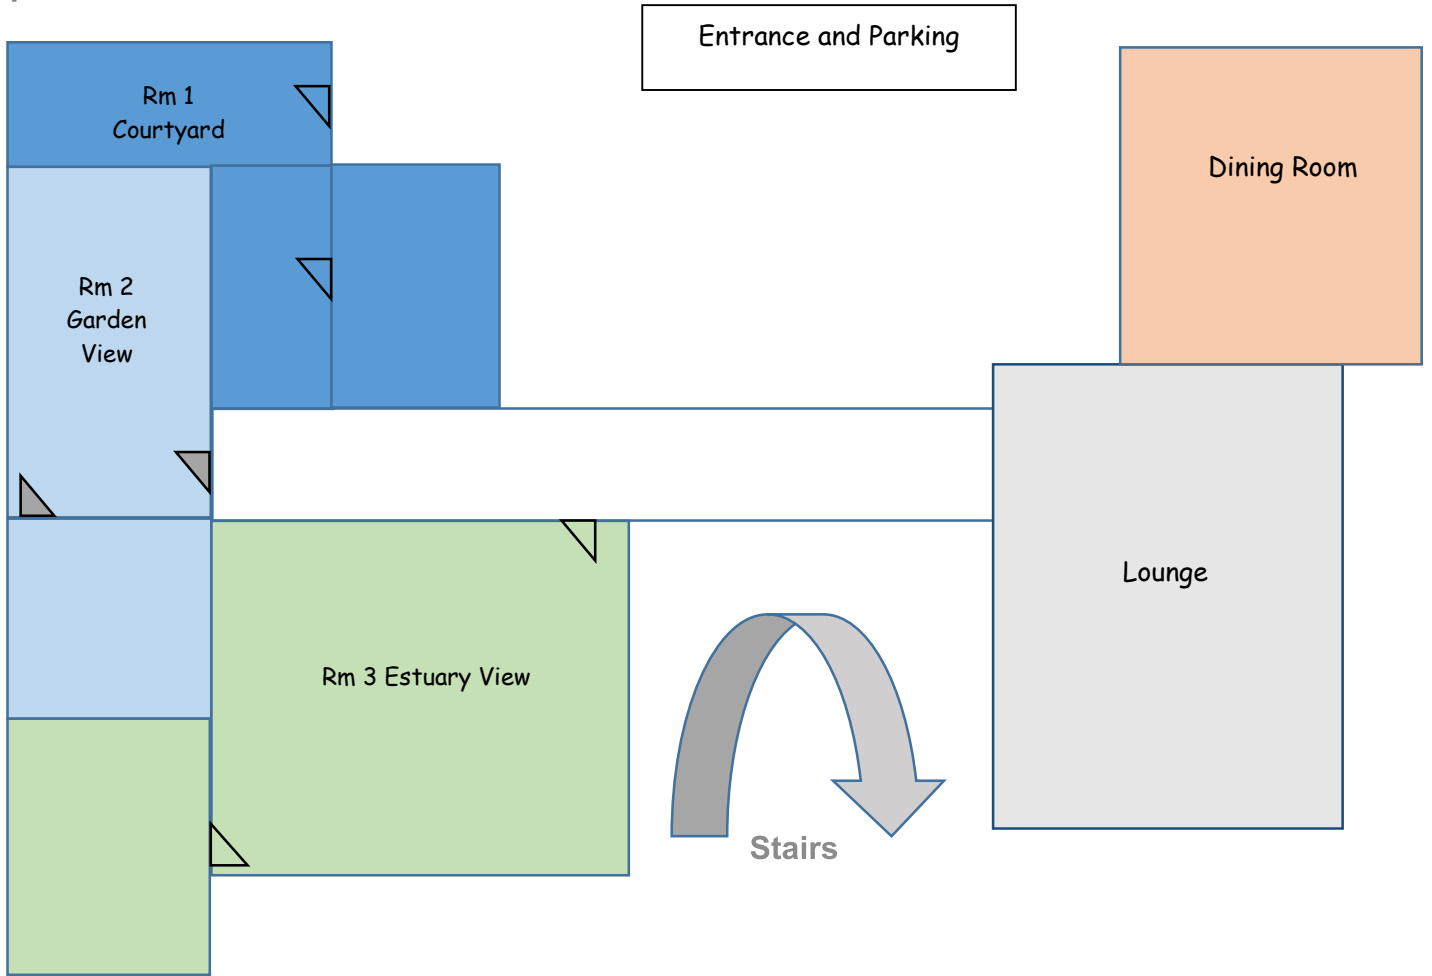 Entrance and Parking
Rm 1
Courtyard
Dining Room
Rm 2
Garden
View
Lounge
Rm 3 Estuary View
Stairs